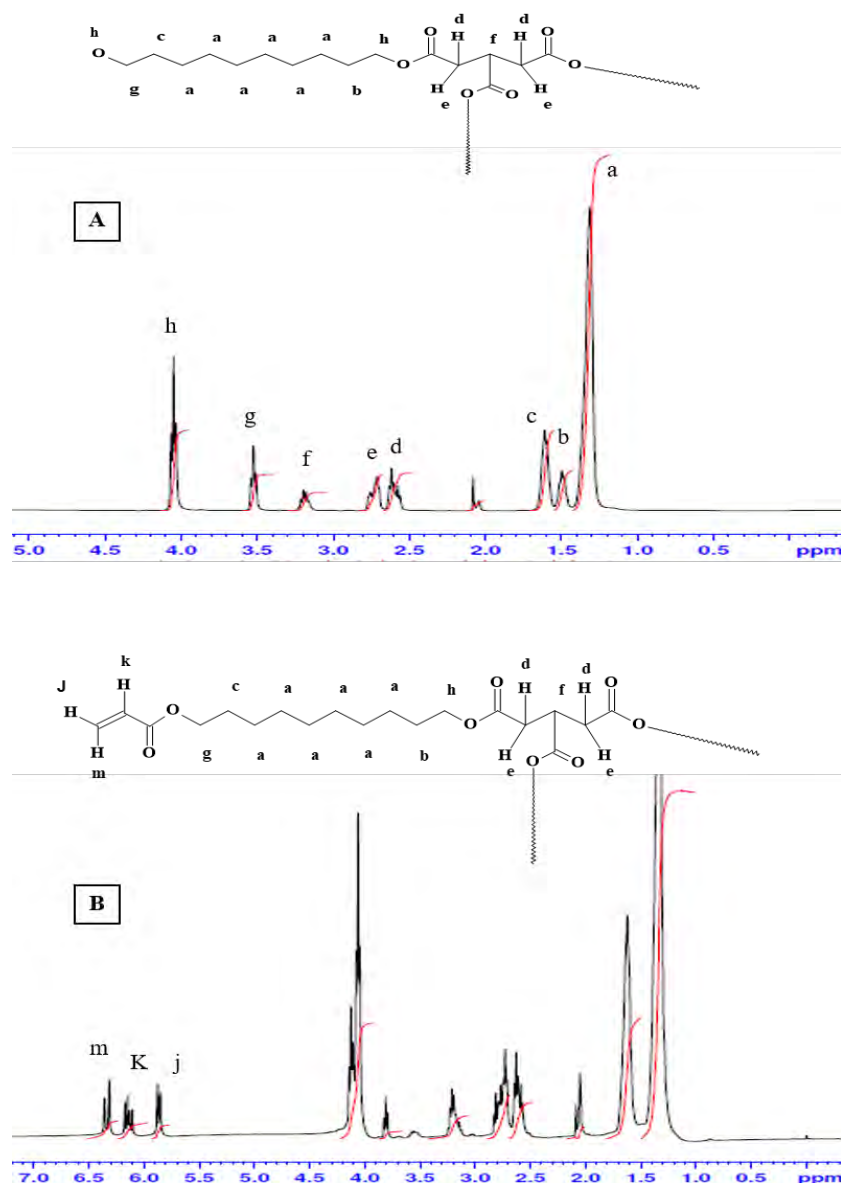 d d
h c a a a h O H f H O
O O O
H O O H
g a a a b e e
a
A
h
g
f
e d
c b
5.0 4.5 4.0 3.5 3.0 2.5 2.0 1.5 1.0 0.5 ppm
k d d
J H c a a a h O H f H O
H O O O
H O H O O H
m g a a a b e e
B
m K j
7.0 6.5 6.0 5.5 5.0 4.5 4.0 3.5 3.0 2.5 2.0 1.5 1.0 0.5 ppm